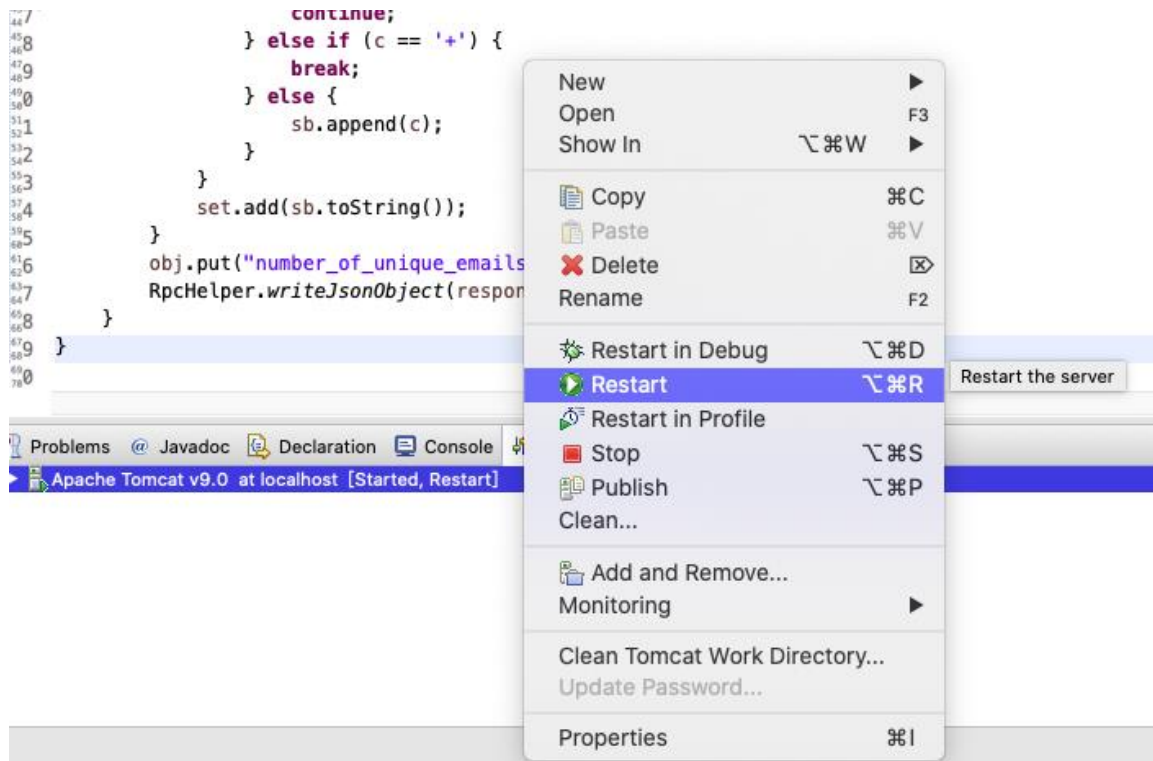 continue;
} else if (c == '+') {
break;
} else {
sb.append(c);
}
}
set.add(sb.toString());
}
obj.put("number_of_unique_emails
RpcHelper.writeJsonObject(respon
}
}
New ▶
Open F3
Show In ⌥⌘W ▶
Copy ⌘C
Paste ⌘V
Delete ⌦
Rename F2
Restart in Debug ⌥⌘D
Restart ⌥⌘R
Restart the server
Restart in Profile
Stop ⌥⌘S
Publish ⌥⌘P
Clean...
Add and Remove...
Monitoring ▶
Clean Tomcat Work Directory...
Update Password...
Properties ⌘I
Problems @ Javadoc Declaration Console
Apache Tomcat v9.0 at localhost [Started, Restart]